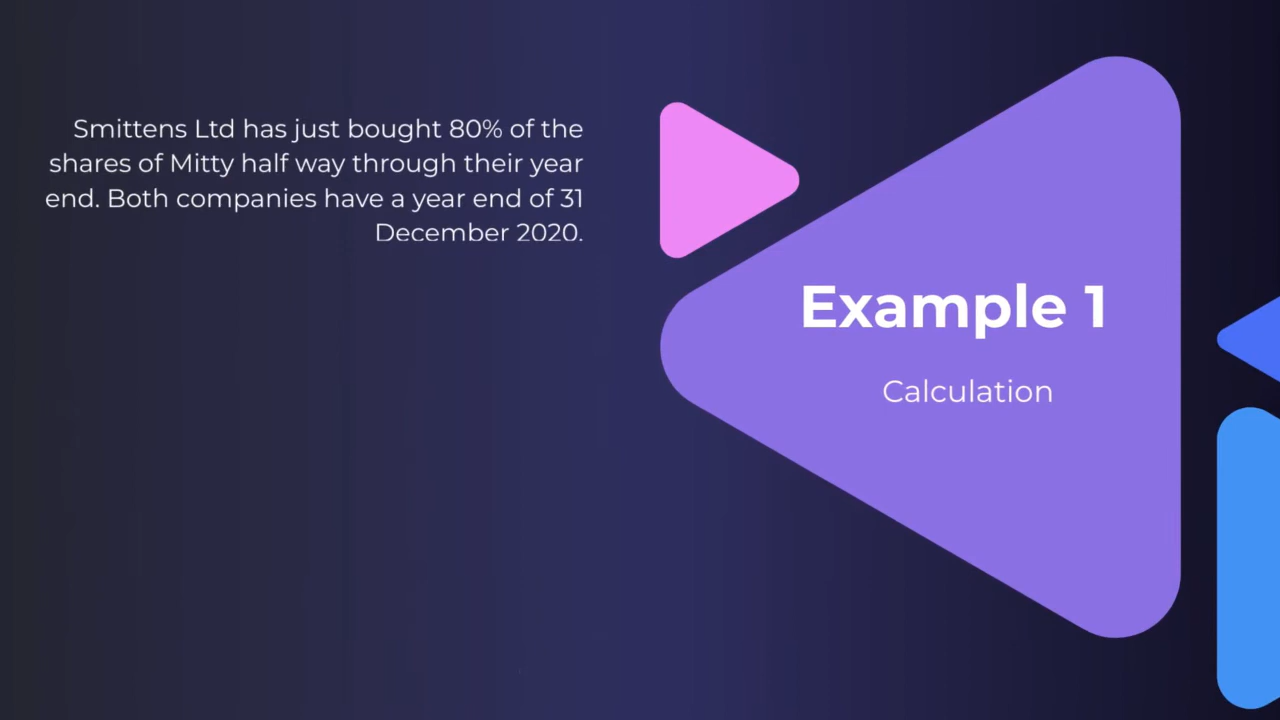 Smittens Ltd has just bought 80% of the
shares of Mitty half way through their year
end. Both companies have a year end of 31
December 2020.
Example 1
Calculation